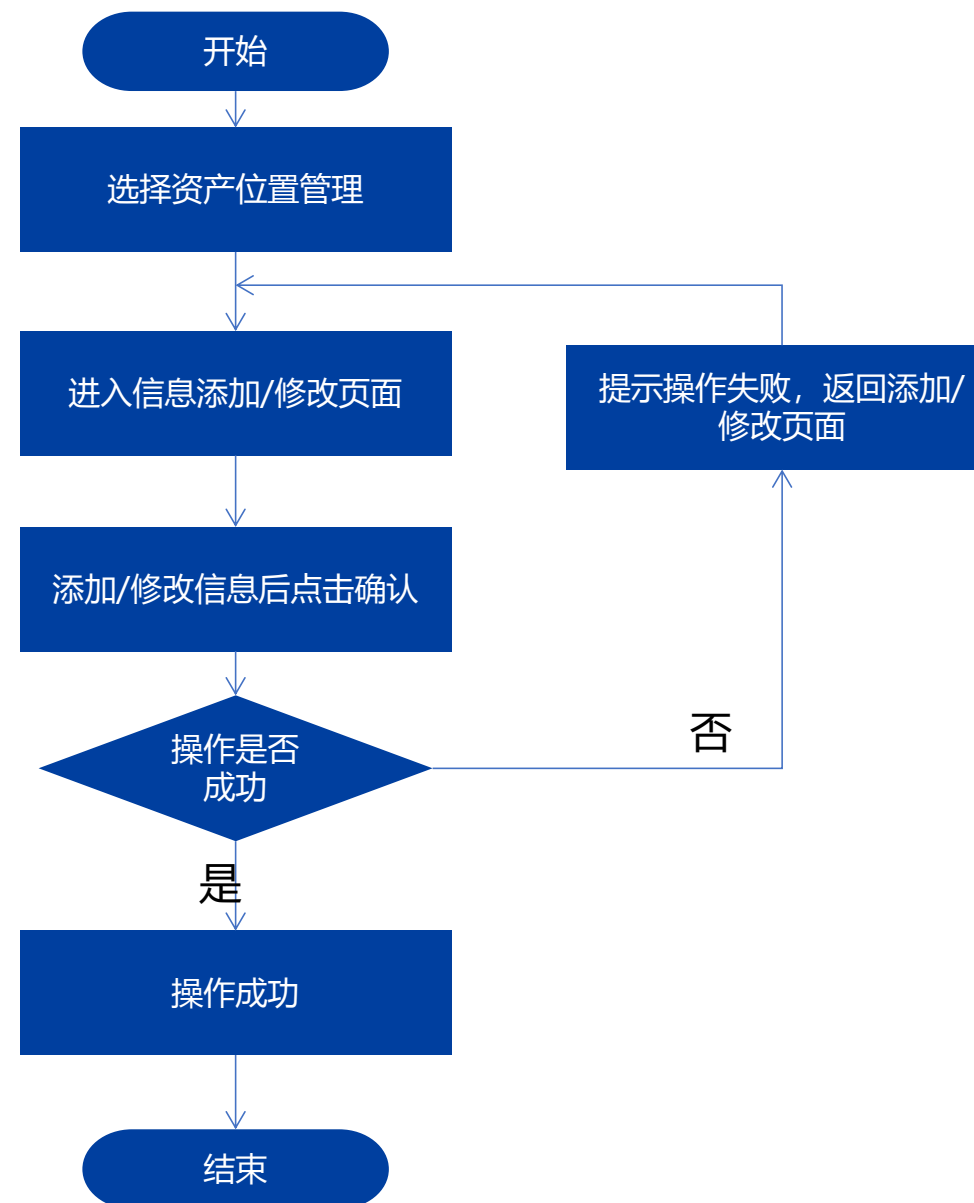 开始
选择资产位置管理
进入信息添加/修改页面
提示操作失败，返回添加/
修改页面
添加/修改信息后点击确认
操作是否
成功
否
是
操作成功
结束